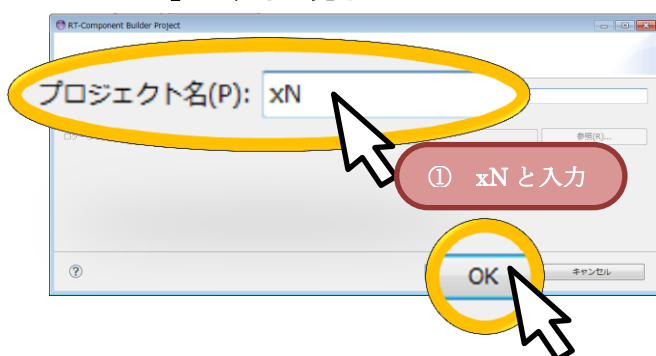 RT-Component Builder Project
プロジェクト名(P): xN
参照(R)...
① xN と入力
?
OK
キャンセル